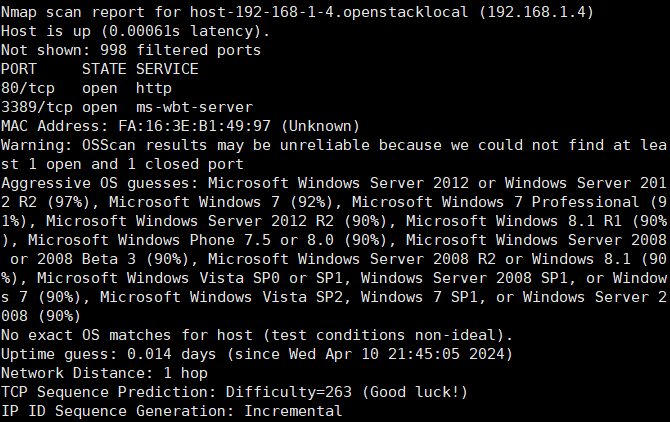 Nmap scan report for host-192-168-1-4.openstacklocal (192.168.1.4)
Host is up (0.00061s latency).
Not shown: 998 filtered ports
PORT     STATE SERVICE
80/tcp   open  http
3389/tcp open  ms-wbt-server
MAC Address: FA:16:3E:B1:49:97 (Unknown)
Warning: OSScan results may be unreliable because we could not find at lea
st 1 open and 1 closed port
Aggressive OS guesses: Microsoft Windows Server 2012 or Windows Server 201
2 R2 (97%), Microsoft Windows 7 (92%), Microsoft Windows 7 Professional (9
1%), Microsoft Windows Server 2012 R2 (90%), Microsoft Windows 8.1 R1 (90%
), Microsoft Windows Phone 7.5 or 8.0 (90%), Microsoft Windows Server 2008
 or 2008 Beta 3 (90%), Microsoft Windows Server 2008 R2 or Windows 8.1 (90
%), Microsoft Windows Vista SP0 or SP1, Windows Server 2008 SP1, or Window
s 7 (90%), Microsoft Windows Vista SP2, Windows 7 SP1, or Windows Server 2
008 (90%)
No exact OS matches for host (test conditions non-ideal).
Uptime guess: 0.014 days (since Wed Apr 10 21:45:05 2024)
Network Distance: 1 hop
TCP Sequence Prediction: Difficulty=263 (Good luck!)
IP ID Sequence Generation: Incremental